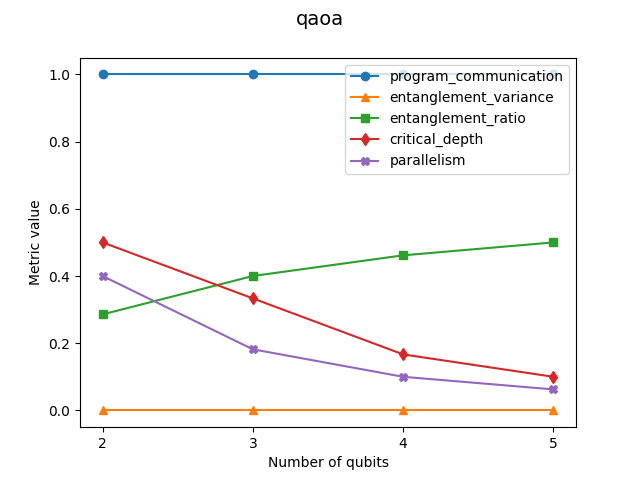 qaoa
1.0
0.8
0.6
0.4
0.2
0.0
Metric value
program_communication
entanglement_variance
entanglement_ratio
critical_depth
parallelism
2
3
4
5
Number of qubits